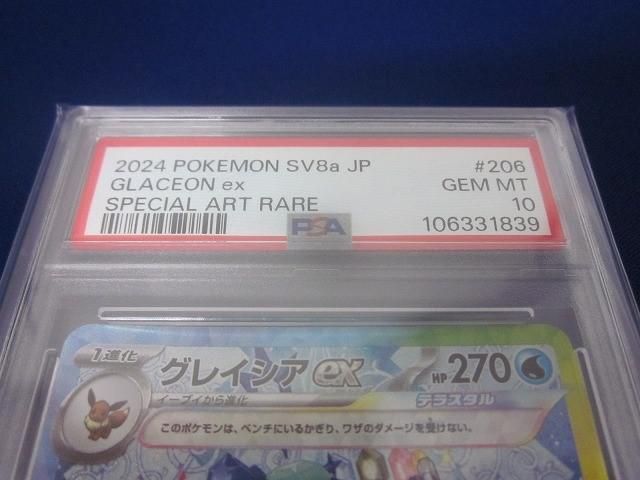 2024 POKEMON SV8a JP #206
GLACEON ex GEM MT
SPECIAL ART RARE 10
PSA 106331839
1進化 グレイシアex HP270
イーブイから進化 テラスタル
このポケモンは、ベンチにいるかぎり、ワザのダメージを受けない。